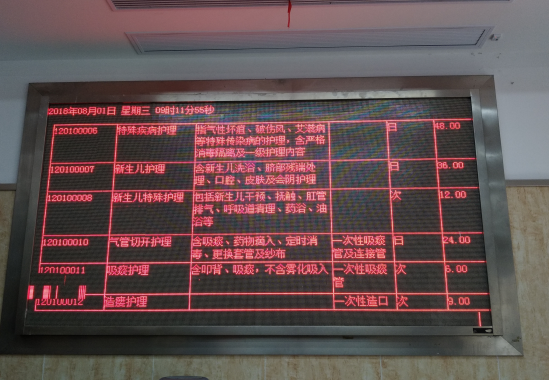 2018年08月01日 星期三 09时11分55秒
120100006 特殊疾病护理 指气性坏疽、破伤风、艾滋病 日 48.00
等特殊传染病的护理，含严格
消毒隔离及一级护理内容
120100007 新生儿护理 含新生儿洗浴、脐部残端处 日 36.00
理、口腔、皮肤及会阴护理
120100008 新生儿特殊护理 包括新生儿干预、抚触、肛管 次 12.00
排气、呼吸道清理、药浴、油
浴等
120100010 气管切开护理 含吸痰、药物滴入、定时消 一次性吸痰 日 24.00
毒、更换套管及纱布 管及连接管
120100011 吸痰护理 含叩背、吸痰，不含雾化吸入 一次性吸痰 次 6.00
管
120100012 造瘘护理 一次性造口 次 9.00